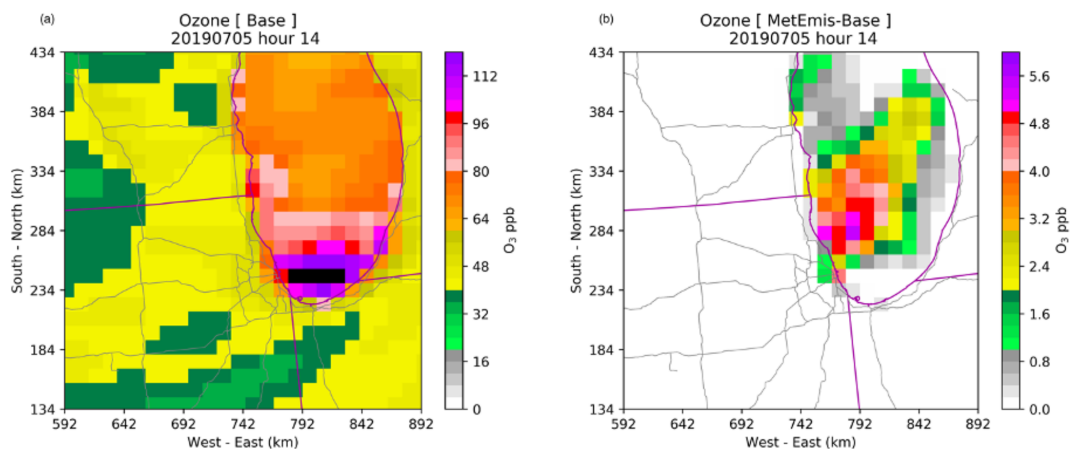 (a)
Ozone [ Base ]
20190705 hour 14
434
384
334
284
234
184
134
South - North (km)
592 642 692 742 792 842 892
West - East (km)
112
96
80
64
48
32
16
0
O3 ppb
(b)
Ozone [ MetEmis-Base ]
20190705 hour 14
434
384
334
284
234
184
134
South - North (km)
592 642 692 742 792 842 892
West - East (km)
5.6
4.8
4.0
3.2
2.4
1.6
0.8
0.0
O3 ppb